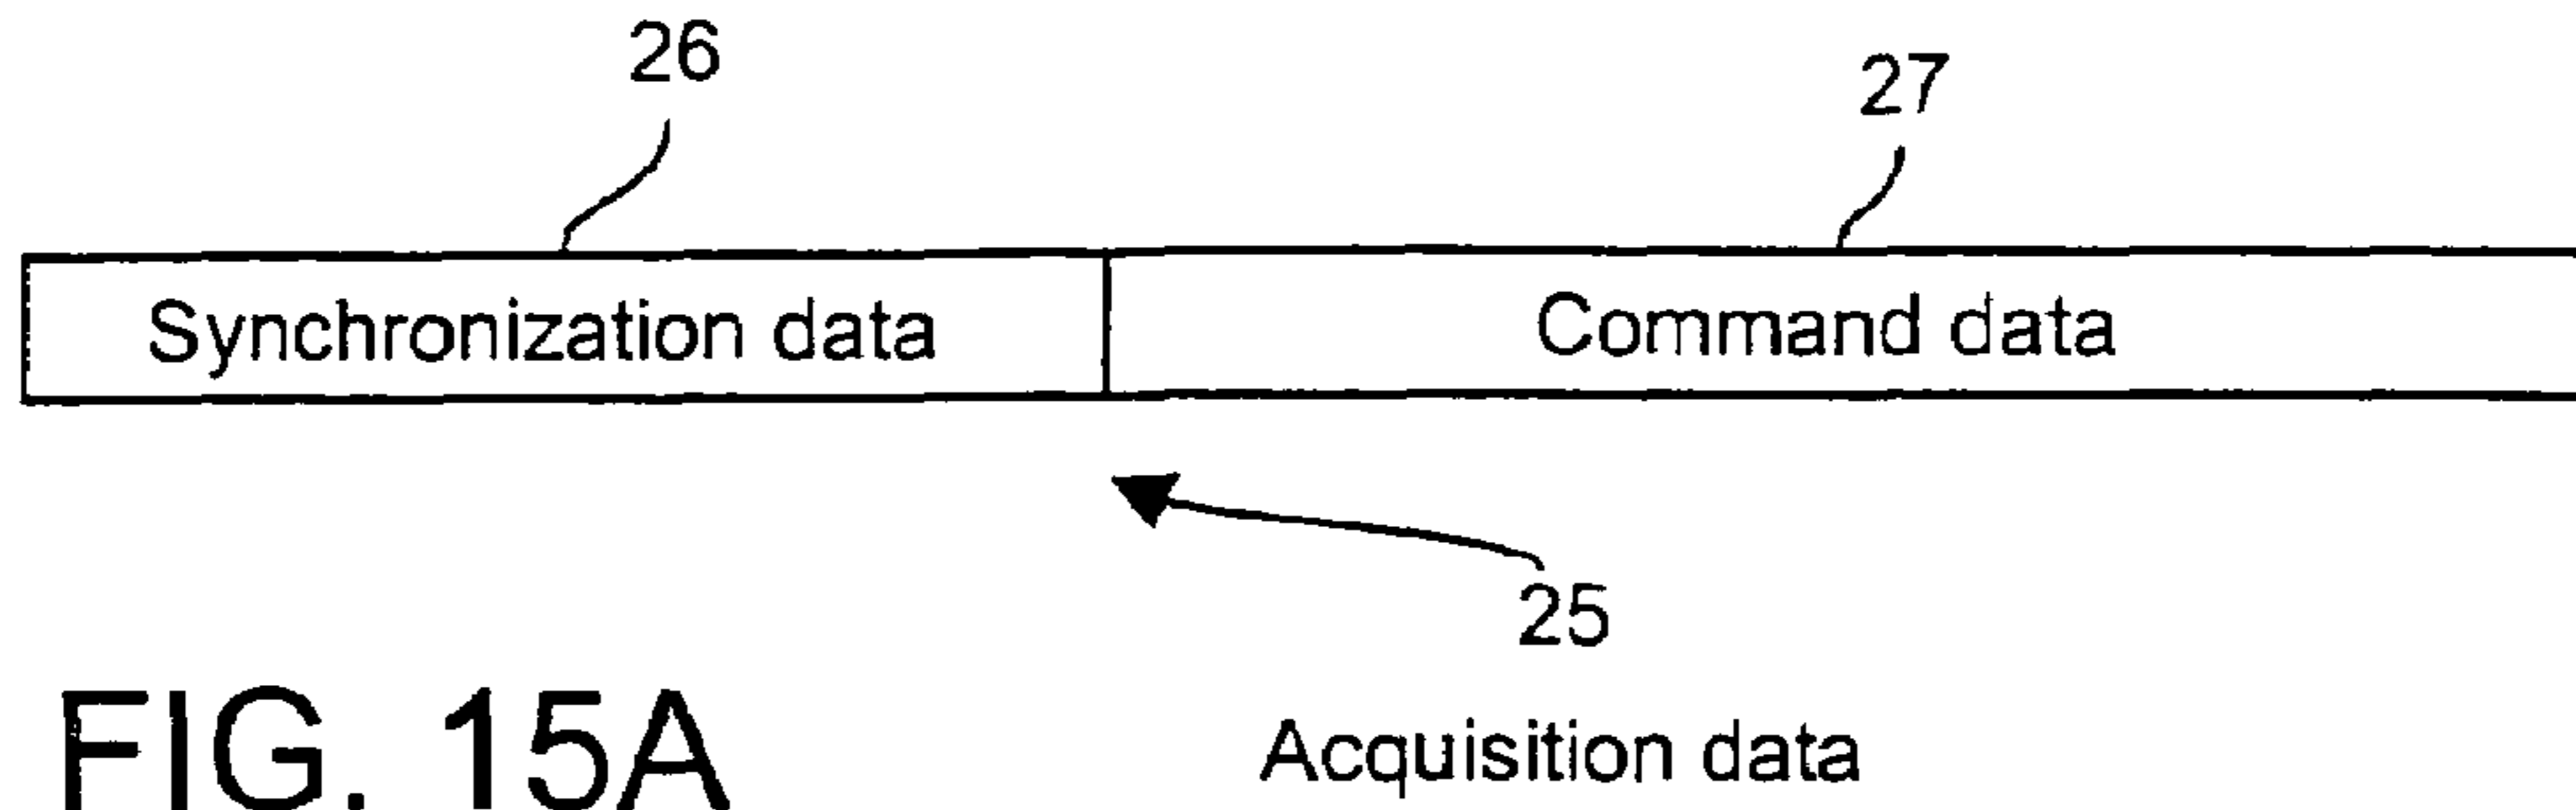 26
27
Synchronization data
Command data
25
FIG. 15A
Acquisition data